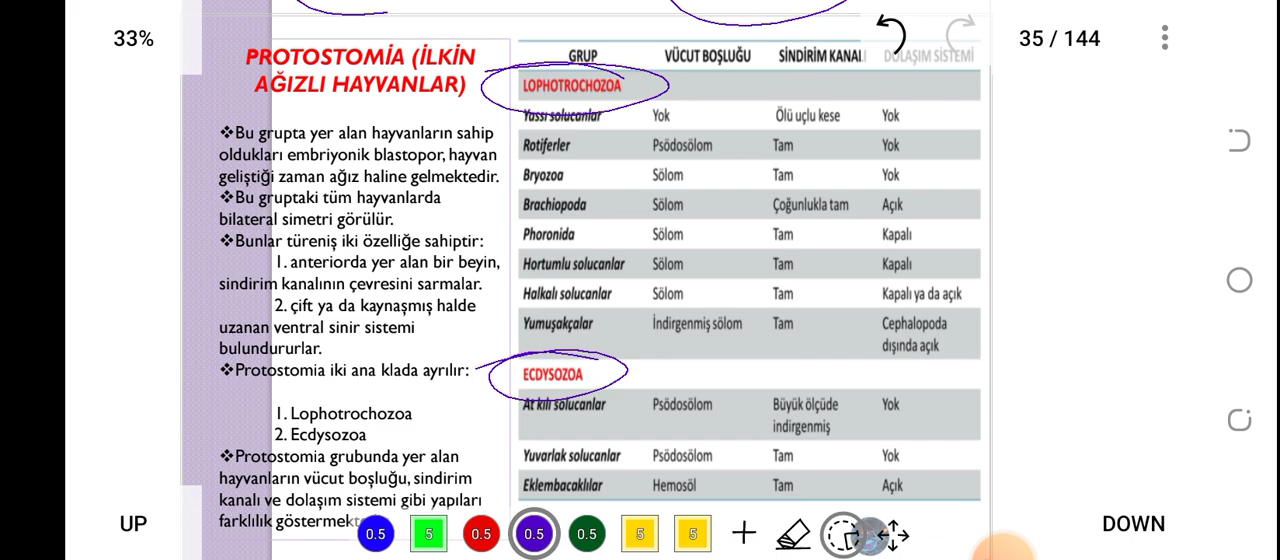 33%
35 / 144
PROTOSTOMİA (İLKİN
AĞIZLI HAYVANLAR)
❖Bu grupta yer alan hayvanların sahip
oldukları embriyonik blastopor, hayvan
geliştiği zaman ağız haline gelmektedir.
❖Bu gruptaki tüm hayvanlarda
bilateral simetri görülür.
❖Bunlar türeniş iki özelliğe sahiptir:
1. anteriorda yer alan bir beyin,
sindirim kanalının çevresini sarmalar.
2. çift ya da kaynaşmış halde
uzanan ventral sinir sistemi
bulundururlar.
❖Protostomia iki ana klada ayrılır:
1. Lophotrochozoa
2. Ecdysozoa
❖Protostomia grubunda yer alan
hayvanların vücut boşluğu, sindirim
kanalı ve dolaşım sistemi gibi yapıları
farklılık göstermekt
GRUP VÜCUT BOŞLUĞU SİNDİRİM KANALI DOLAŞIM SİSTEMİ
LOPHOTROCHOZOA
Yassı solucanlar Yok Ölü uçlu kese Yok
Rotiferler Psödosölom Tam Yok
Bryozoa Sölom Tam Yok
Brachiopoda Sölom Çoğunlukla tam Açık
Phoronida Sölom Tam Kapalı
Hortumlu solucanlar Sölom Tam Kapalı
Halkalı solucanlar Sölom Tam Kapalı ya da açık
Yumuşakçalar İndirgenmiş sölom Tam Cephalopoda
dışında açık
ECDYSOZOA
At kılı solucanlar Psödosölom Büyük ölçüde Yok
indirgenmiş
Yuvarlak solucanlar Psödosölom Tam Yok
Eklembacaklılar Hemosöl Tam Açık
UP
0.5 5 0.5 0.5 0.5 5 5
DOWN